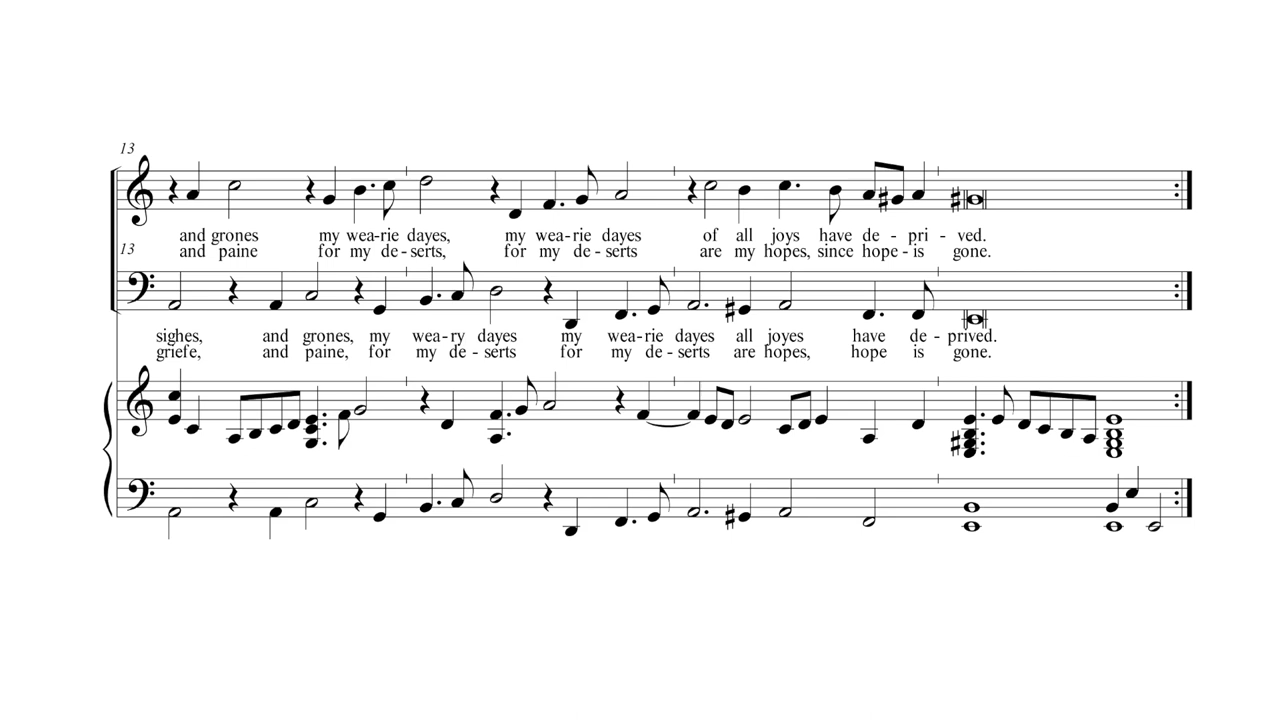 13
and grones my wea-rie dayes, my wea-rie dayes of all joys have de - pri - ved.
and paine for my de-serts, for my de-serts are my hopes, since hope-is gone.
13
sighes, and grones, my wea-ry dayes my wea-rie dayes all joyes have de - prived.
griefe, and paine, for my de-serts for my de-serts are hopes, hope is gone.